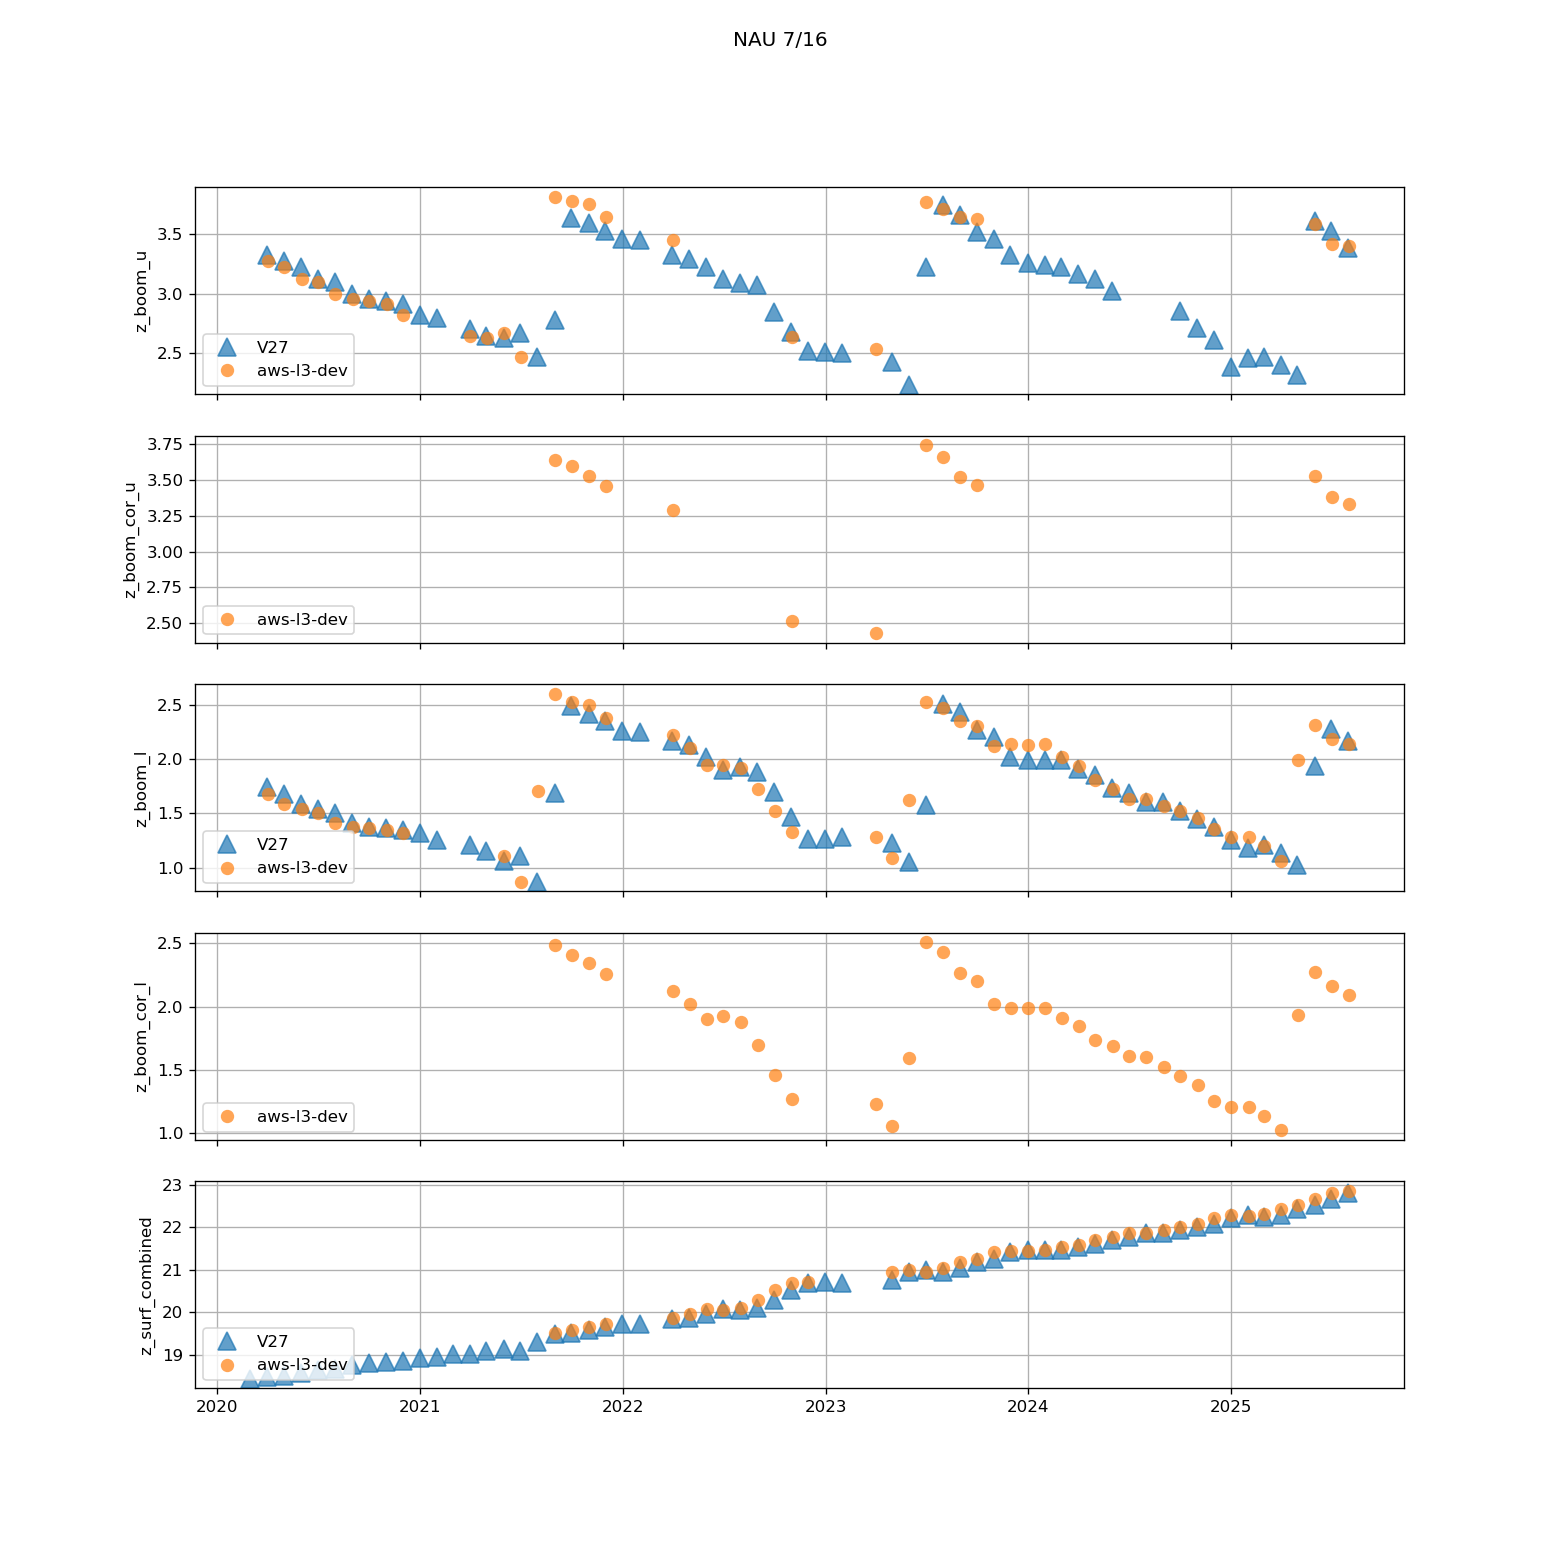 NAU 7/16
z_boom_u
3.5
3.0
2.5
V27
aws-l3-dev
z_boom_cor_u
3.75
3.50
3.25
3.00
2.75
2.50
aws-l3-dev
z_boom_l
2.5
2.0
1.5
1.0
V27
aws-l3-dev
z_boom_cor_l
2.5
2.0
1.5
1.0
aws-l3-dev
z_surf_combined
23
22
21
20
19
V27
aws-l3-dev
2020 2021 2022 2023 2024 2025